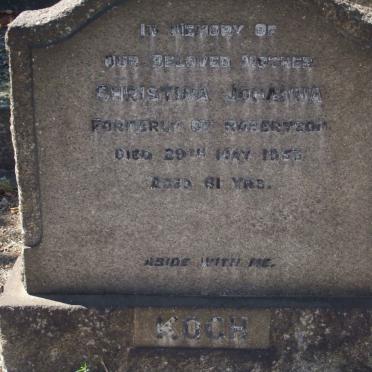 IN MEMORY OF
OUR BELOVED MOTHER
CHRISTINA JOHANNA
FORMERLY OF ROBERTSON
DIED 29TH MAY
AGED 61 YRS.
ABIDE WITH ME.
KOCH